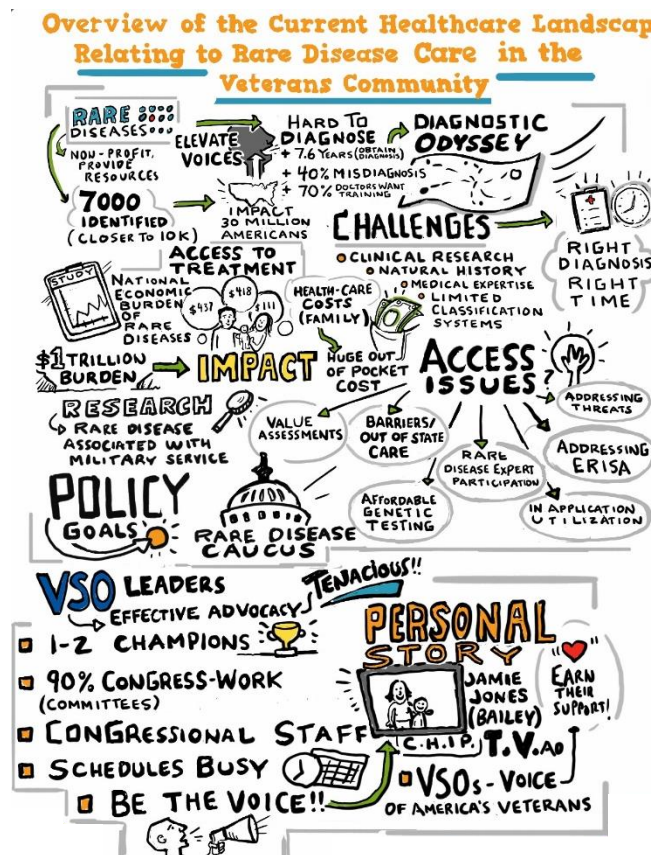 Overview of the Current Healthcare Landscap
Relating to Rare Disease Care in the
Veterans Community
RARE
DISEASES
NON-PROFIT,
PROVIDE
RESOURCES
7000
IDENTIFIED
(CLOSER TO 10K)
ELEVATE
VOICES
IMPACT
30 MILLION
AMERICANS
HARD TO
DIAGNOSE
+ 7.6 YEARS (OBTAIN DIAGNOSIS)
+ 40% MISDIAGNOSIS
+ 70% DOCTORS WANT TRAINING
DIAGNOSTIC
ODYSSEY
CHALLENGES
CLINICAL RESEARCH
NATURAL HISTORY
MEDICAL EXPERTISE
LIMITED
CLASSIFICATION
SYSTEMS
RIGHT
DIAGNOSIS
RIGHT
TIME
STUDY
NATIONAL
ECONOMIC
BURDEN
OF
RARE
DISEASES
ACCESS TO
TREATMENT
$437
$418
$111
HEALTH-CARE
COSTS
(FAMILY)
HUGE OUT
OF POCKET
COST
$1 TRILLION
BURDEN
IMPACT
RESEARCH
RARE DISEASE
ASSOCIATED WITH
MILITARY SERVICE
ACCESS
ISSUES
?
VALUE
ASSESSMENTS
BARRIERS/
OUT OF STATE
CARE
AFFORDABLE
GENETIC
TESTING
RARE
DISEASE EXPERT
PARTICIPATION
IN APPLICATION
UTILIZATION
ADDRESSING
ERISA
ADDRESSING
THREATS
POLICY
GOALS
RARE DISEASE
CAUCUS
VSO LEADERS
EFFECTIVE ADVOCACY
TENACIOUS!!
1-2 CHAMPIONS
90% CONGRESS-WORK
(COMMITTEES)
CONGRESSIONAL STAFF
SCHEDULES BUSY
BE THE VOICE!!
PERSONAL
STORY
JAMIE
JONES
(BAILEY)
C.H.I.P.
T.V. AD
EARN
THEIR
SUPPORT!
VSOs - VOICE
OF AMERICA'S VETERANS